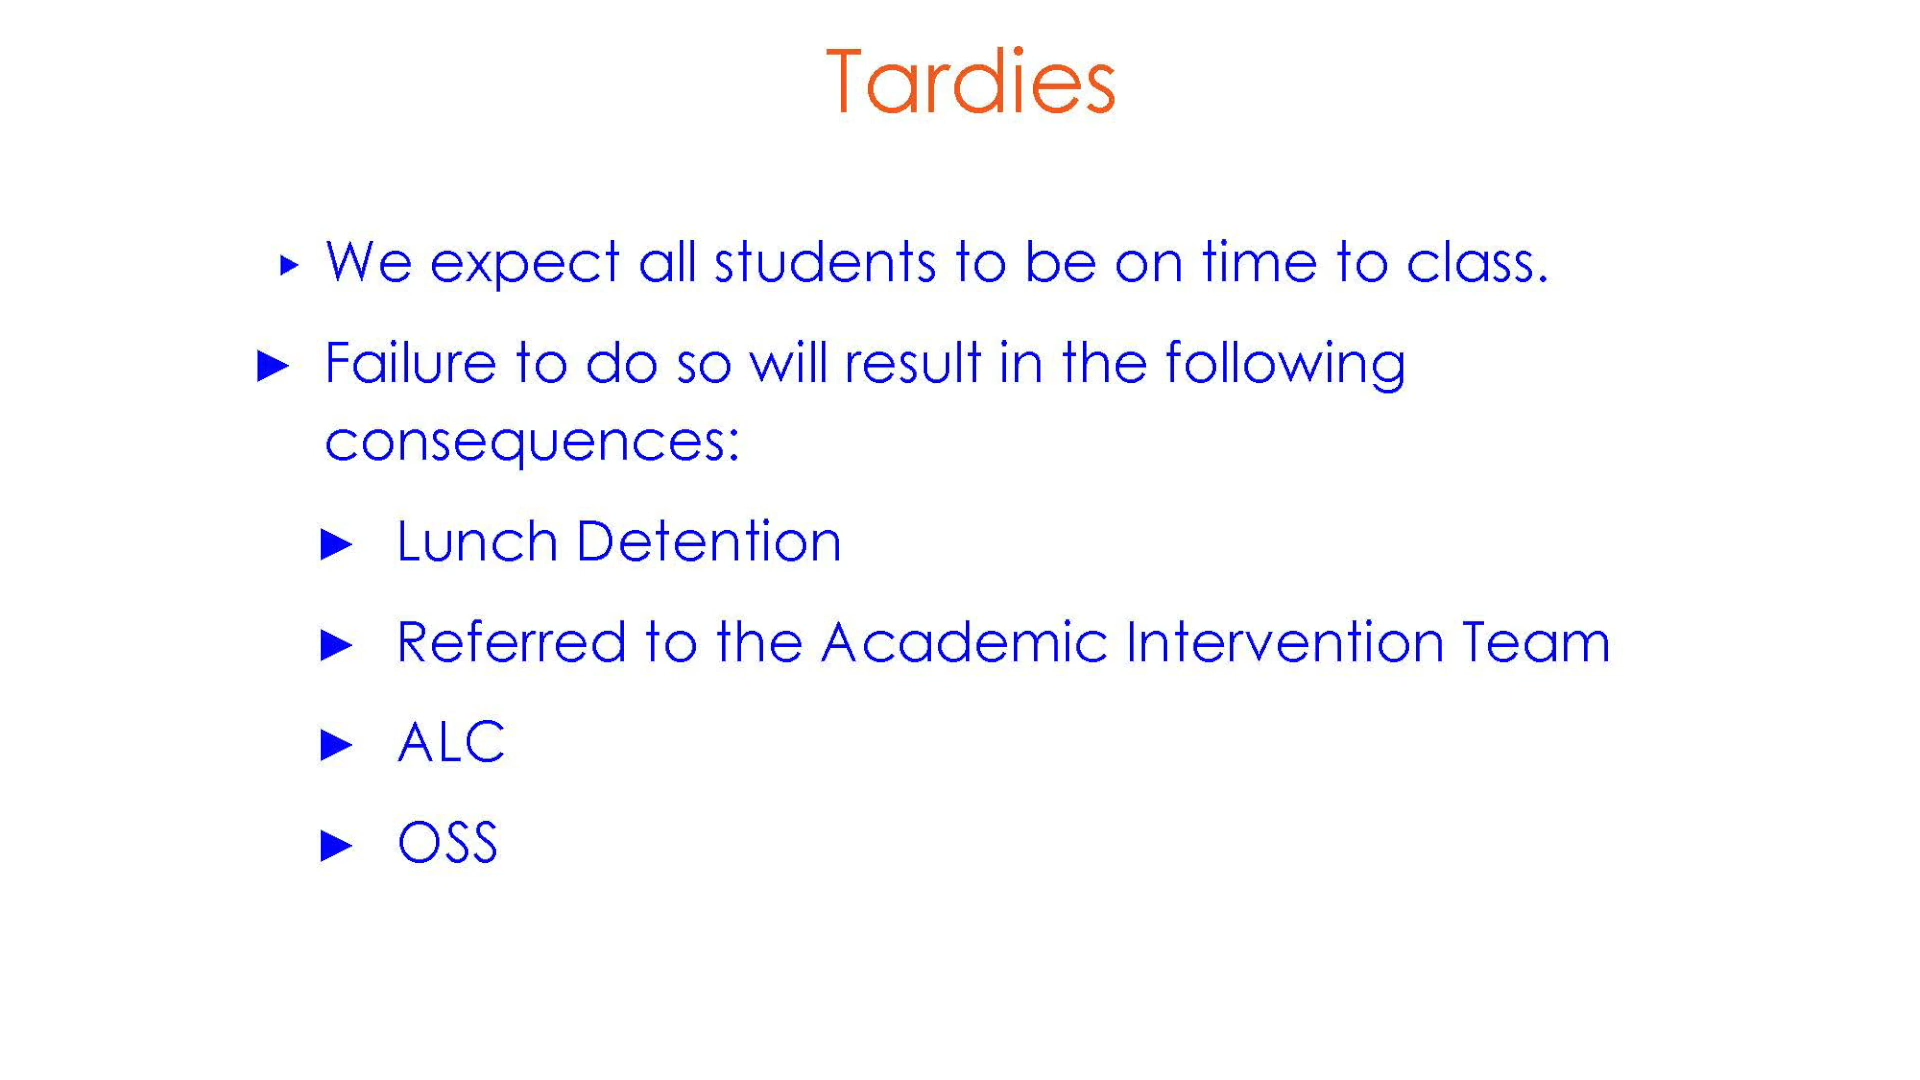 Tardies
► We expect all students to be on time to class.
► Failure to do so will result in the following
consequences:
► Lunch Detention
► Referred to the Academic Intervention Team
► ALC
► OSS